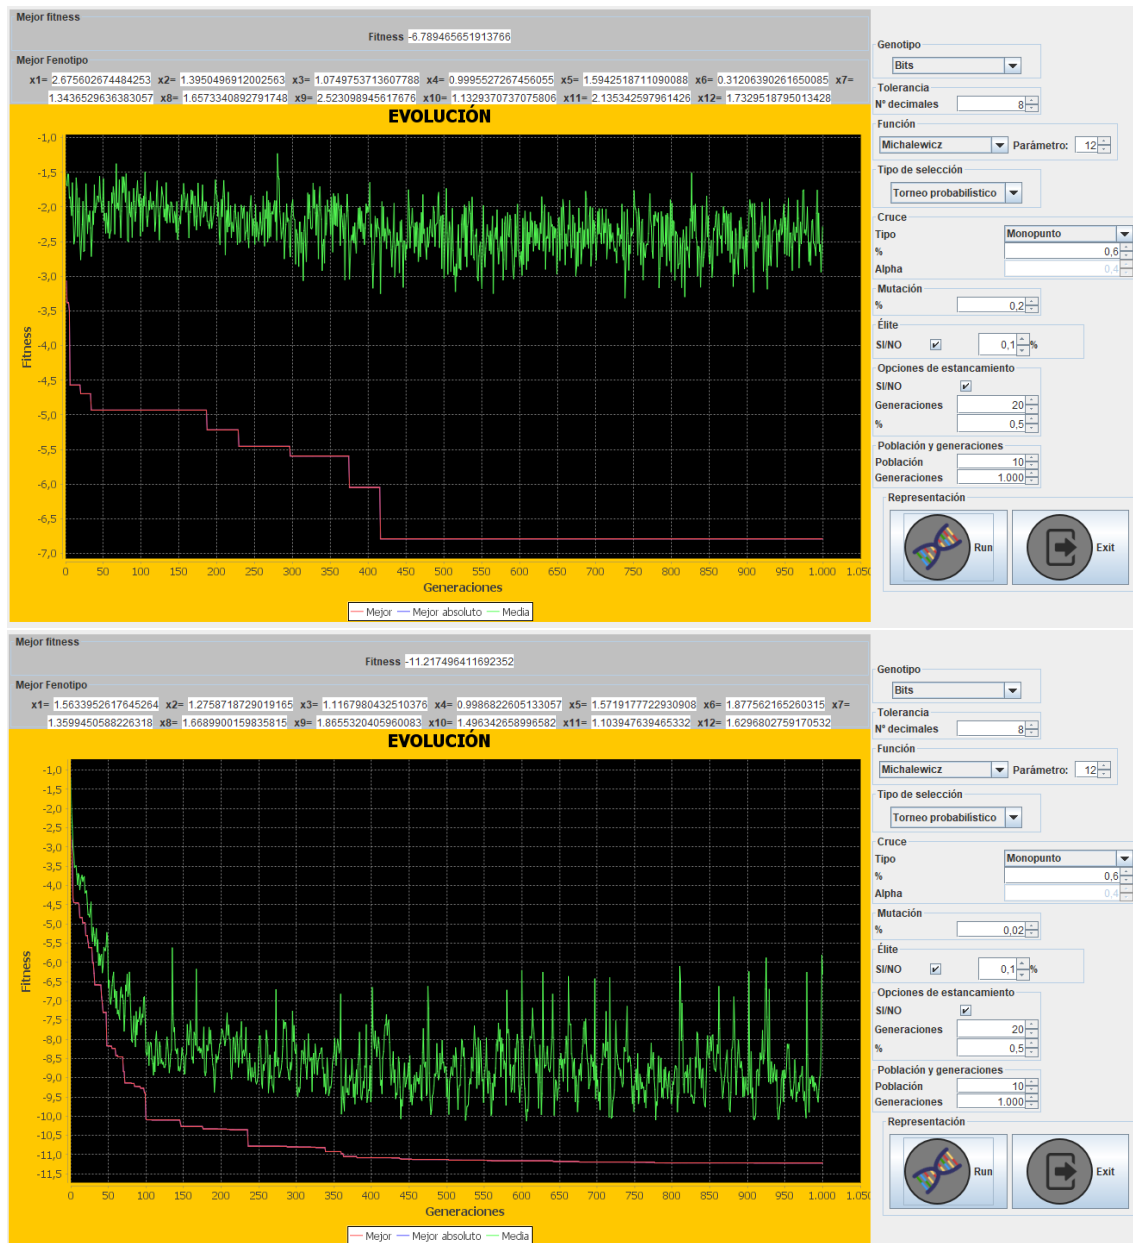 Mejor fitness
Fitness -6.789465651913766
Mejor Fenotipo
x1= 2.675602674484253 x2= 1.3950496912002563 x3= 1.0749753713607788 x4= 0.9995527267456055 x5= 1.5942518711090088 x6= 0.31206390261650085 x7=
1.3436529636383057 x8= 1.6573340892791748 x9= 2.523098945617676 x10= 1.1329370737075806 x11= 2.135342597961426 x12= 1.7329518795013428
EVOLUCIÓN
-1,0
-1,5
-2,0
-2,5
-3,0
-3,5
-4,0
-4,5
-5,0
-5,5
-6,0
-6,5
-7,0
Fitness
0 50 100 150 200 250 300 350 400 450 500 550 600 650 700 750 800 850 900 950 1.000 1.050
Generaciones
Mejor Mejor absoluto Media
Genotipo
Bits
Tolerancia
Nº decimales 8
Función
Michalewicz Parámetro: 12
Tipo de selección
Torneo probabilístico
Cruce
Tipo Monopunto
% 0,6
Alpha 0,4
Mutación
% 0,2
Élite
SI/NO 0,1 %
Opciones de estancamiento
SI/NO
Generaciones 20
% 0,5
Población y generaciones
Población 10
Generaciones 1.000
Representación
Run Exit
Mejor fitness
Fitness -11.217496411692352
Mejor Fenotipo
x1= 1.5633952617645264 x2= 1.2758718729019165 x3= 1.1167980432510376 x4= 0.9986822605133057 x5= 1.5719177722930908 x6= 1.877562165260315 x7=
1.3599450588226318 x8= 1.6689900159835815 x9= 1.8655320405960083 x10= 1.496342658996582 x11= 1.103947639465332 x12= 1.6296802759170532
EVOLUCIÓN
-1,0
-1,5
-2,0
-2,5
-3,0
-3,5
-4,0
-4,5
-5,0
-5,5
-6,0
-6,5
-7,0
-7,5
-8,0
-8,5
-9,0
-9,5
-10,0
-10,5
-11,0
-11,5
Fitness
0 50 100 150 200 250 300 350 400 450 500 550 600 650 700 750 800 850 900 950 1.000 1.050
Generaciones
Mejor Mejor absoluto Media
Genotipo
Bits
Tolerancia
Nº decimales 8
Función
Michalewicz Parámetro: 12
Tipo de selección
Torneo probabilístico
Cruce
Tipo Monopunto
% 0,6
Alpha 0,4
Mutación
% 0,02
Élite
SI/NO 0,1 %
Opciones de estancamiento
SI/NO
Generaciones 20
% 0,5
Población y generaciones
Población 10
Generaciones 1.000
Representación
Run Exit